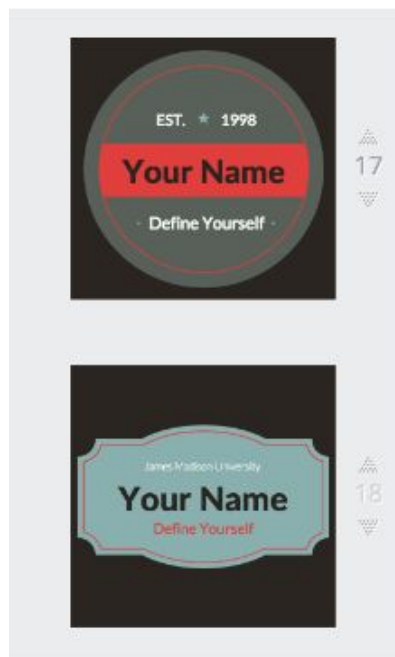 EST. ★ 1998
Your Name
- Define Yourself -
17
James Madison University
Your Name
Define Yourself
18